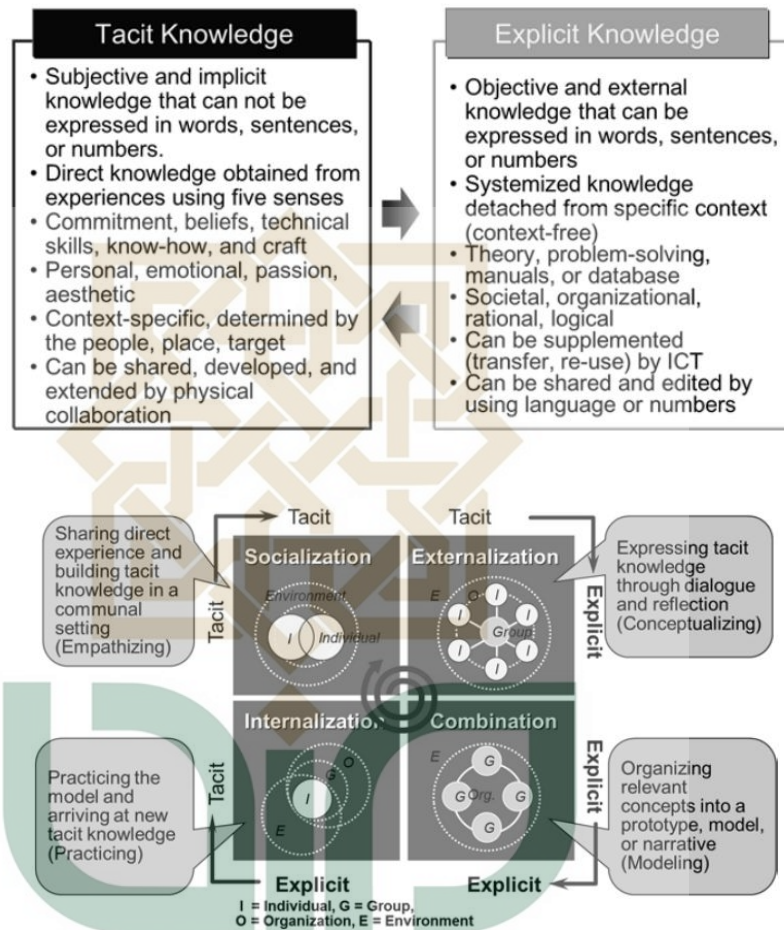 Tacit Knowledge
• Subjective and implicit
knowledge that can not be
expressed in words, sentences,
or numbers.
• Direct knowledge obtained from
experiences using five senses
• Commitment, beliefs, technical
skills, know-how, and craft
• Personal, emotional, passion,
aesthetic
• Context-specific, determined by
the people, place, target
• Can be shared, developed, and
extended by physical
collaboration
Explicit Knowledge
• Objective and external
knowledge that can be
expressed in words, sentences,
or numbers
• Systemized knowledge
detached from specific context
(context-free)
• Theory, problem-solving,
manuals, or database
• Societal, organizational,
rational, logical
• Can be supplemented
(transfer, re-use) by ICT
• Can be shared and edited by
using language or numbers
Sharing direct
experience and
building tacit
knowledge in a
communal
setting
(Empathizing)
Tacit
Tacit
Socialization
Environment
I
Individual
Tacit
Externalization
E
O
I
I
I
Group
I
I
I
Explicit
Expressing tacit
knowledge
through dialogue
and reflection
(Conceptualizing)
Practicing the
model and
arriving at new
tacit knowledge
(Practicing)
Tacit
Internalization
O
G
I
E
Explicit
Combination
E
G
G
Org.
G
G
Explicit
Explicit
Organizing
relevant
concepts into a
prototype, model,
or narrative
(Modeling)
I = Individual, G = Group,
O = Organization, E = Environment